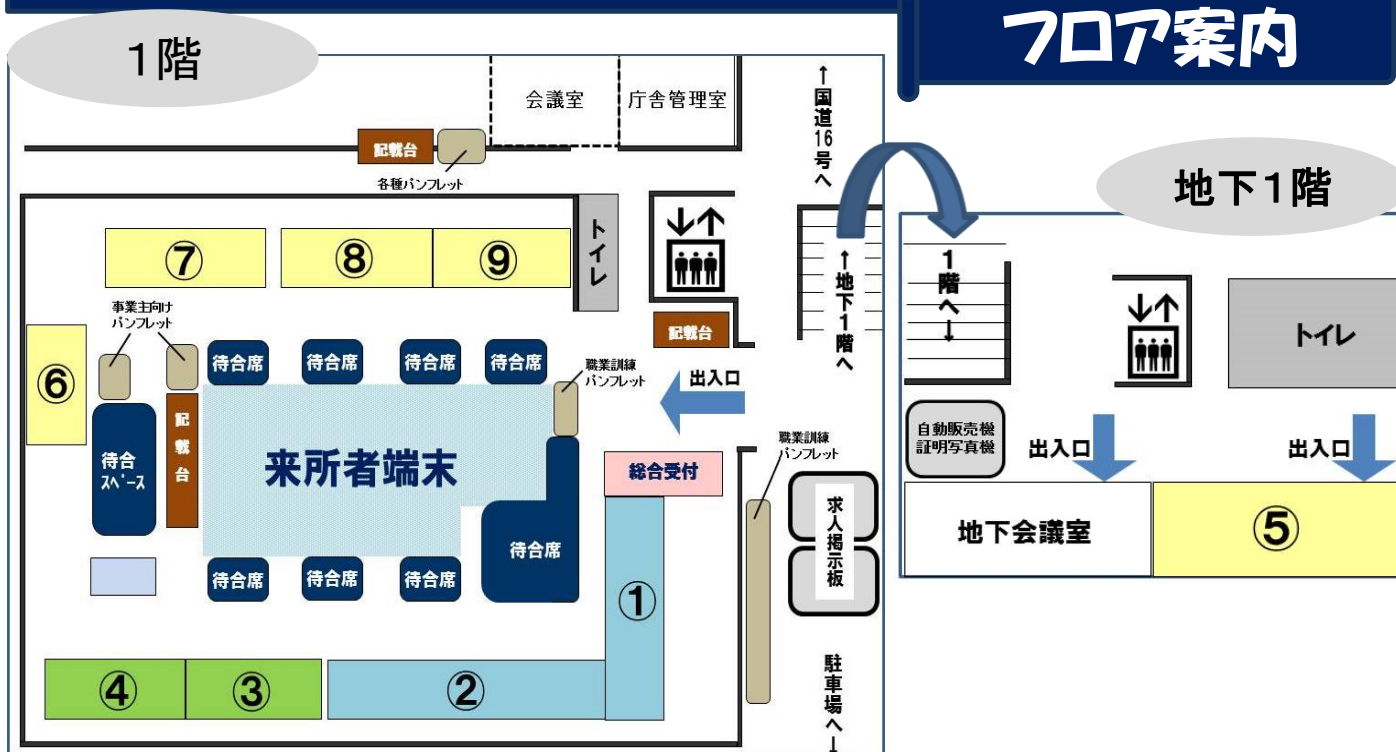 フロア案内
1階
会議室
庁舎管理室
↑国道16号へ
記載台
各種パンフレット
トイレ
⑦
⑧
⑨
↑地下1階へ
事業主向け
パンフレット
記載台
⑥
待合席
待合席
待合席
待合席
職業訓練
パンフレット
出入口
記載台
待合
スペース
来所者端末
総合受付
職業訓練
パンフレット
求人掲示板
待合席
待合席
待合席
待合席
①
④
③
②
駐車場へ↓
地下1階
1階へ↓
トイレ
自動販売機
証明写真機
出入口
出入口
地下会議室
⑤